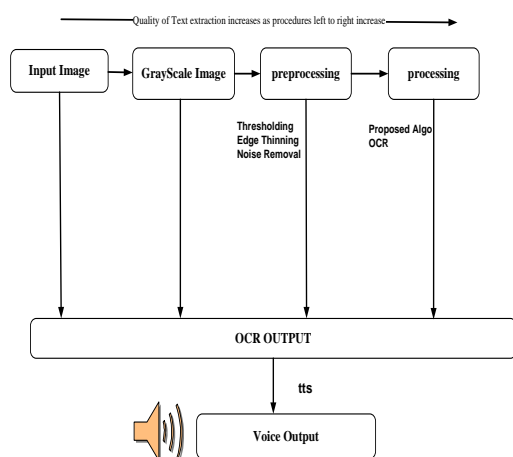 Quality of Text extraction increases as procedures left to right increase
Input Image
GrayScale Image
preprocessing
processing
Thresholding
Edge Thinning
Noise Removal
Proposed Algo
OCR
OCR OUTPUT
tts
Voice Output